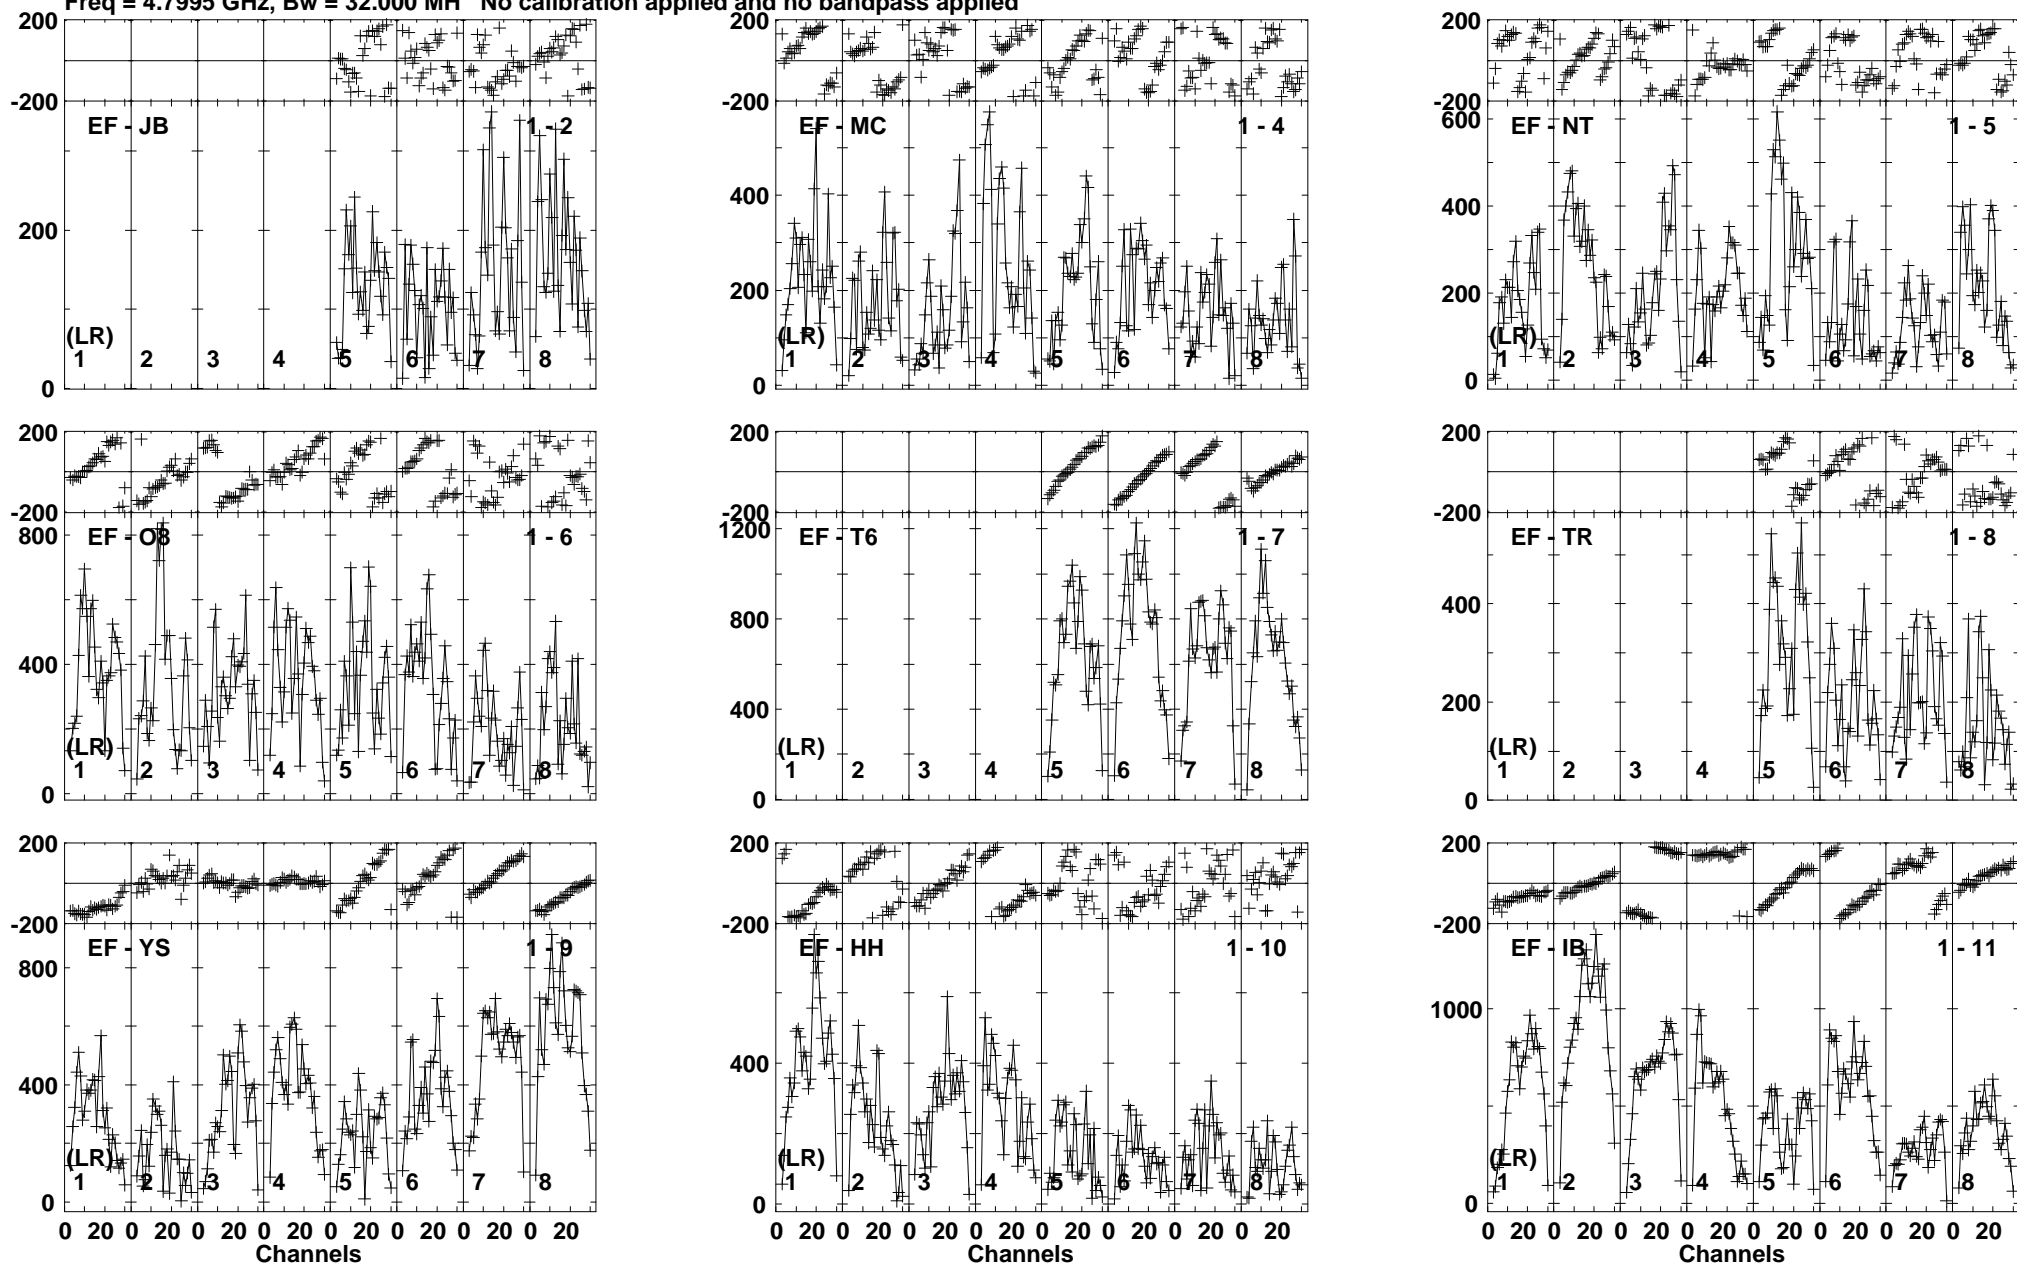 Freq = 4.7995 GHz, Bw = 32.000 MH No calibration applied and no bandpass applied
200
-200
EF - JB 1 - 2
200
0
(LR)
1 2 3 4 5 6 7 8
200
-200
EF - MC 1 - 4
400
200
0
(LR)
1 2 3 4 5 6 7 8
200
-200
EF - NT 1 - 5
600
400
200
0
(LR)
1 2 3 4 5 6 7 8
200
-200
EF - O8 1 - 6
800
400
0
(LR)
1 2 3 4 5 6 7 8
200
-200
EF - T6 1 - 7
1200
800
400
0
(LR)
1 2 3 4 5 6 7 8
200
-200
EF - TR 1 - 8
400
200
0
(LR)
1 2 3 4 5 6 7 8
200
-200
EF - YS 1 - 9
800
400
0
(LR)
1 2 3 4 5 6 7 8
0 20 0 20 0 20 0 20 0 20 0 20 0 20 0 20
Channels
200
-200
EF - HH 1 - 10
400
0
(LR)
1 2 3 4 5 6 7 8
0 20 0 20 0 20 0 20 0 20 0 20 0 20 0 20
Channels
200
-200
EF - IB 1 - 11
1000
0
(LR)
1 2 3 4 5 6 7 8
0 20 0 20 0 20 0 20 0 20 0 20 0 20 0 20
Channels